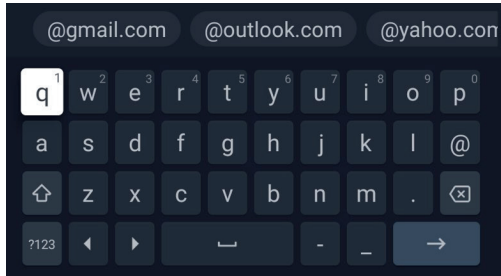 @gmail.com @outlook.com @yahoo.com
q1 w2 e3 r4 t5 y6 u7 i8 o9 p0
a s d f g h j k l @
z x c v b n m .
?123 - _